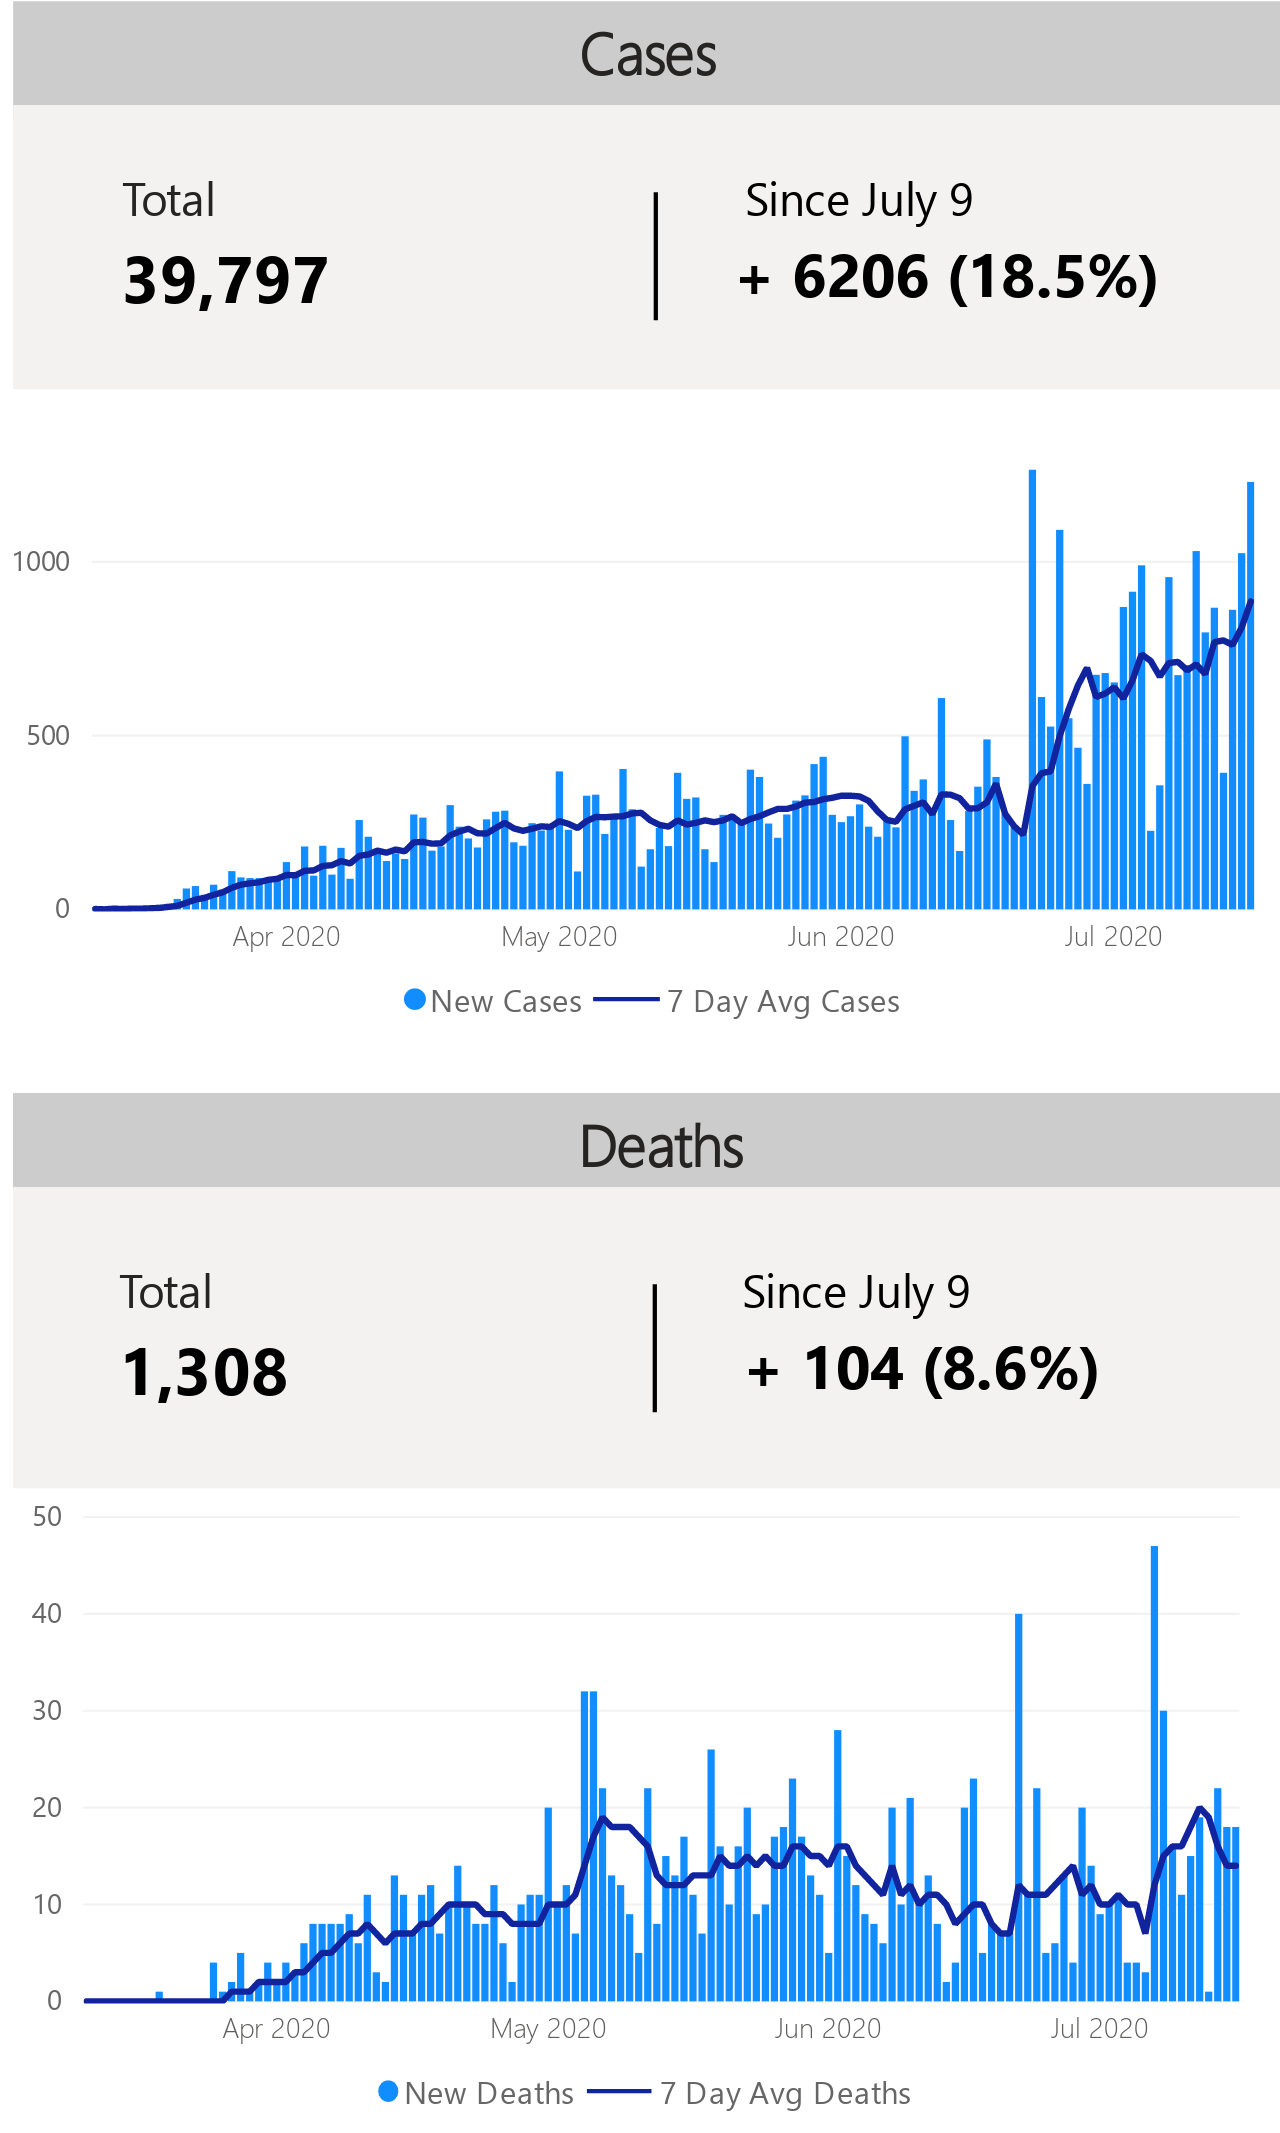 Cases
Total
Since July 9
39,797
+ 6206 (18.5%)
1000
500
0
Apr 2020
May 2020
Jun 2020
Jul 2020
New Cases
7 Day Avg Cases
Deaths
Total
Since July 9
1,308
+ 104 (8.6%)
50
40
30
20
10
0
Apr 2020
May 2020
Jun 2020
Jul 2020
New Deaths
7 Day Avg Deaths